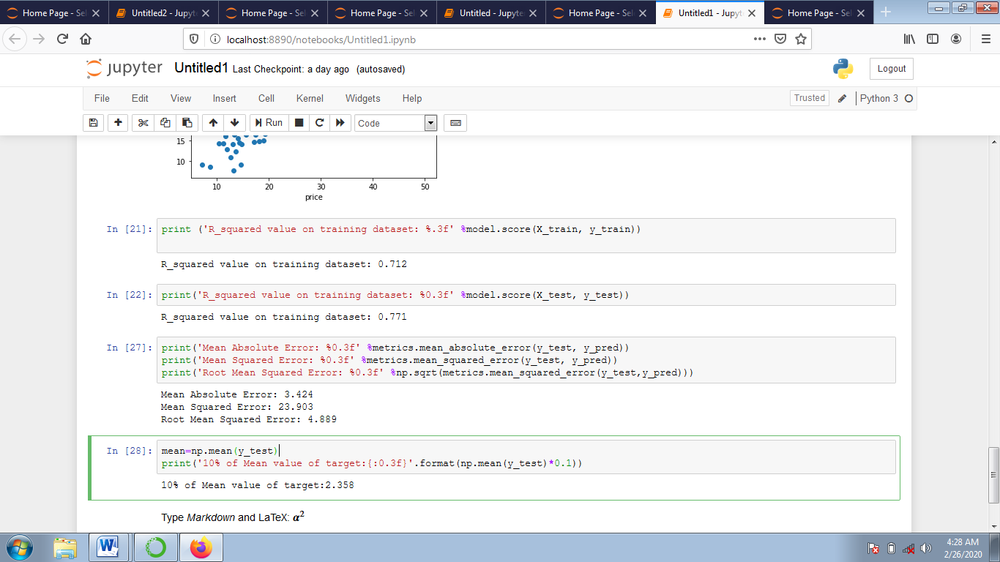 Home Page - Sel
Untitled2 - Jupyt
Home Page - Sel
Home Page - Sel
Untitled - Jupyte
Home Page - Sel
Untitled1 - Jupyt
Home Page - Sel
localhost:8890/notebooks/Untitled1.ipynb
jupyter Untitled1 Last Checkpoint: a day ago (autosaved)
Logout
File Edit View Insert Cell Kernel Widgets Help
Trusted
Python 3
Run
Code
15
10
10 20 30 40 50
price
In [21]: print ('R_squared value on training dataset: %.3f' %model.score(X_train, y_train))
R_squared value on training dataset: 0.712
In [22]: print('R_squared value on training dataset: %0.3f' %model.score(X_test, y_test))
R_squared value on training dataset: 0.771
In [27]: print('Mean Absolute Error: %0.3f' %metrics.mean_absolute_error(y_test, y_pred))
print('Mean Squared Error: %0.3f' %metrics.mean_squared_error(y_test, y_pred))
print('Root Mean Squared Error: %0.3f' %np.sqrt(metrics.mean_squared_error(y_test,y_pred)))
Mean Absolute Error: 3.424
Mean Squared Error: 23.903
Root Mean Squared Error: 4.889
In [28]: mean=np.mean(y_test)
print('10% of Mean value of target:{:0.3f}'.format(np.mean(y_test)*0.1))
10% of Mean value of target:2.358
Type Markdown and LaTeX: α²
W
4:28 AM
2/26/2020